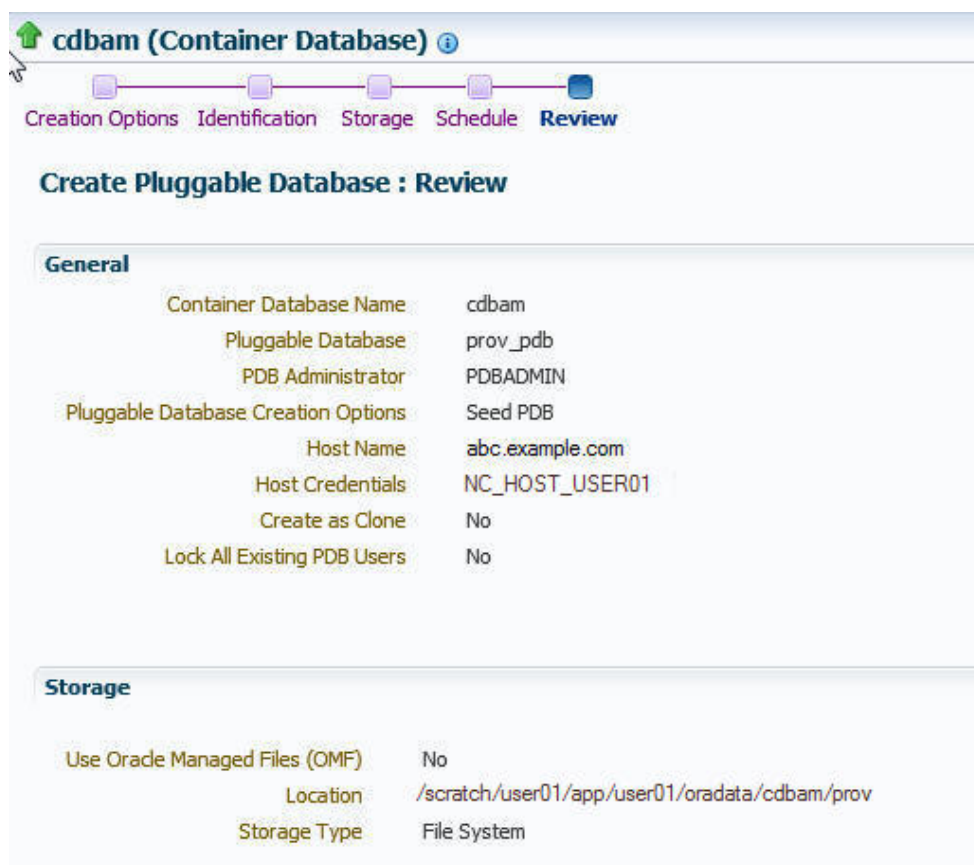 cdbam (Container Database)
Creation Options Identification Storage Schedule Review
Create Pluggable Database : Review
General
Container Database Name cdbam
Pluggable Database prov_pdb
PDB Administrator PDBADMIN
Pluggable Database Creation Options Seed PDB
Host Name abc.example.com
Host Credentials NC_HOST_USER01
Create as Clone No
Lock All Existing PDB Users No
Storage
Use Oracle Managed Files (OMF) No
Location /scratch/user01/app/user01/oradata/cdbam/prov
Storage Type File System